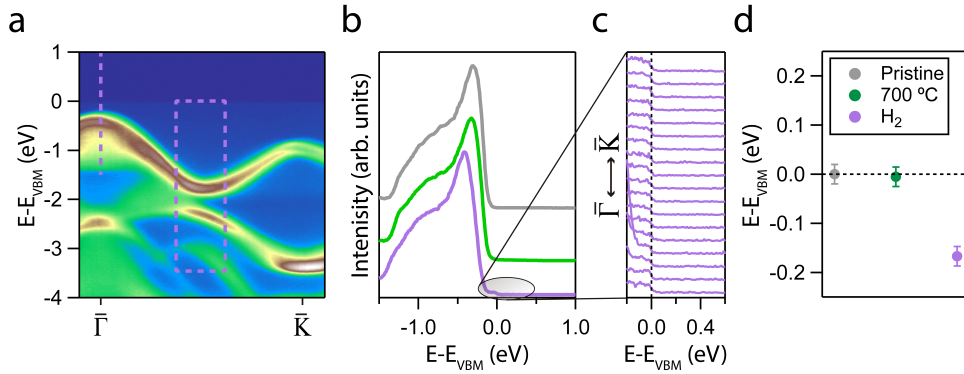 a
b
c
d
E-E_VBM (eV)
1
0
-1
-2
-3
-4
Γ̄
K̄
Intenisity (arb. units)
-1.0
0.0
1.0
E-E_VBM (eV)
Γ̄ ↔ K̄
0.0
0.4
E-E_VBM (eV)
E-E_VBM (eV)
0.2
0.1
0.0
-0.1
-0.2
Pristine
700 ºC
H₂